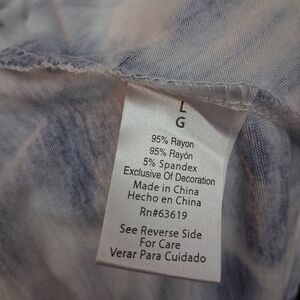 L
G
95% Rayon
95% Rayón
5% Spandex
Exclusive Of Decoration
Made in China
Hecho en China
Rn#63619
See Reverse Side
For Care
Verar Para Cuidado